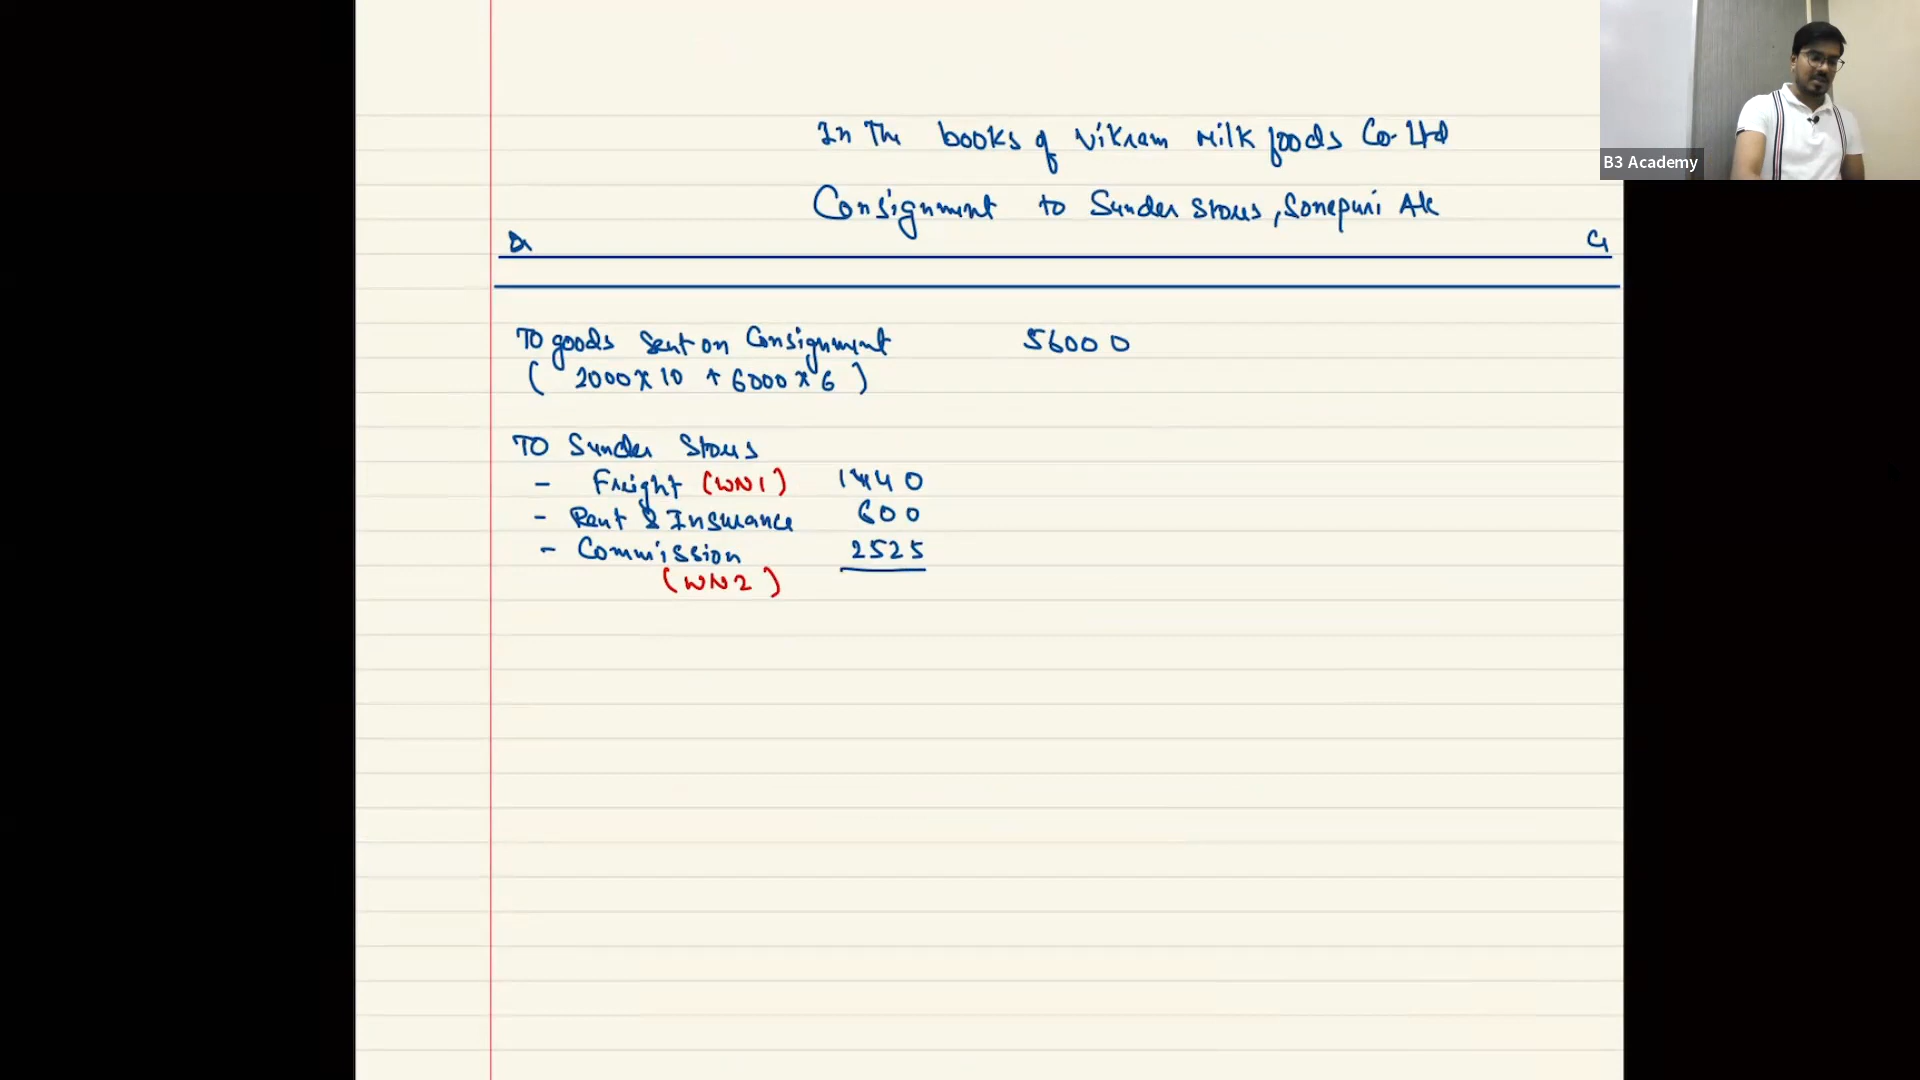 In The books of Vikram Milk foods Co. Ltd
Consignment to Sunder Stores, Sonepuri A/c
Dr
Cr
To goods Sent on Consignment 56000
( 2000 x 10 + 6000 x 6 )
TO Sunder Stores
- Freight (WN1) 1440
- Rent & Insurance 600
- Commission 2525
(WN2)
B3 Academy